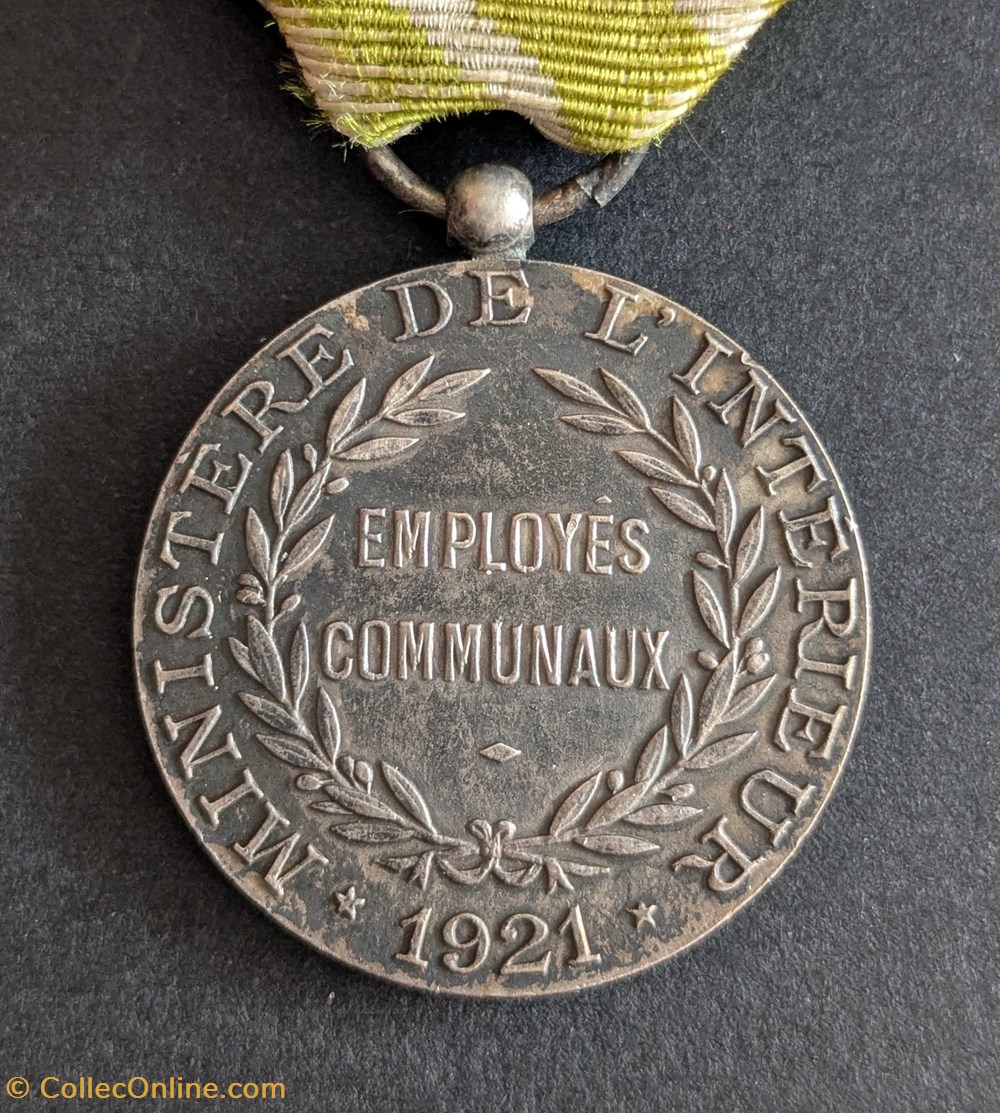 MINISTÈRE DE L'INTÉRIEUR
EMPLOYÉS
COMMUNAUX
1921
© CollecOnline.com